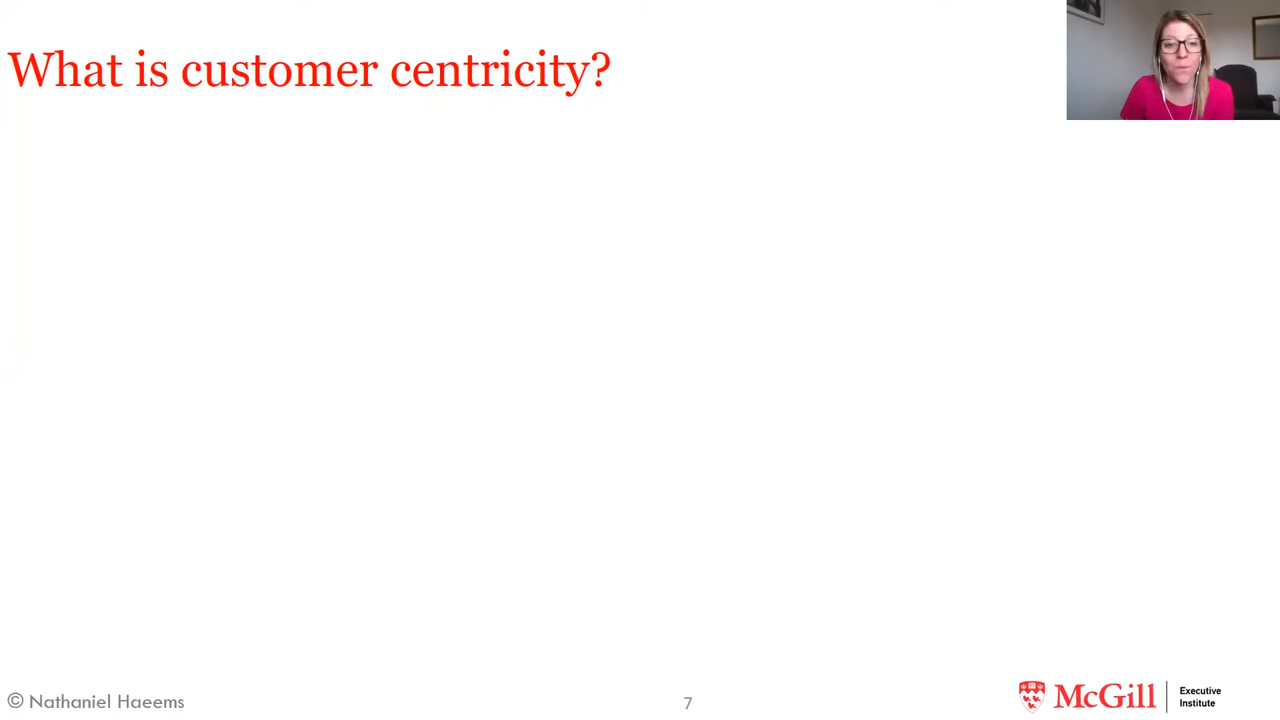 What is customer centricity?
© Nathaniel Haeems
7
McGill
Executive
Institute